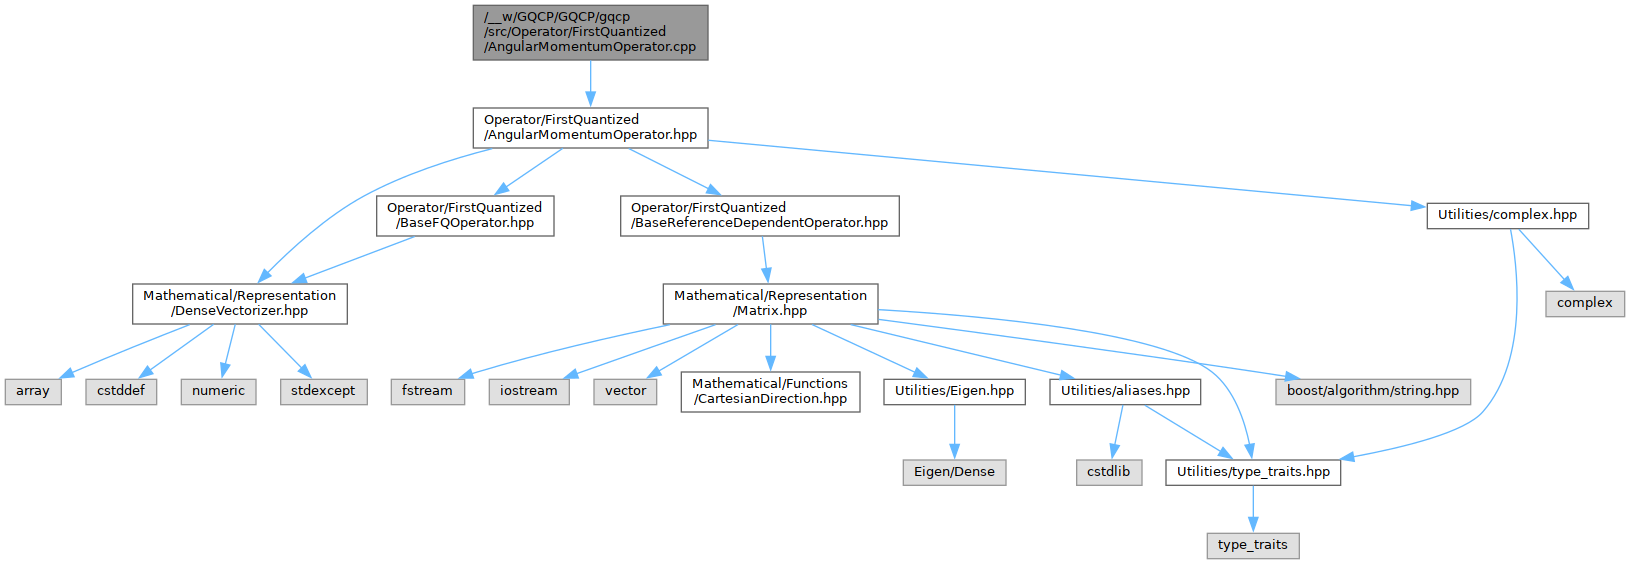 /__w/GQCP/GQCP/gqcp
/src/Operator/FirstQuantized
/AngularMomentumOperator.cpp
Operator/FirstQuantized
/AngularMomentumOperator.hpp
Operator/FirstQuantized
/BaseFQOperator.hpp
Operator/FirstQuantized
/BaseReferenceDependentOperator.hpp
Utilities/complex.hpp
Mathematical/Representation
/DenseVectorizer.hpp
Mathematical/Representation
/Matrix.hpp
complex
array
cstddef
numeric
stdexcept
fstream
iostream
vector
Mathematical/Functions
/CartesianDirection.hpp
Utilities/Eigen.hpp
Utilities/aliases.hpp
boost/algorithm/string.hpp
Eigen/Dense
cstdlib
Utilities/type_traits.hpp
type_traits